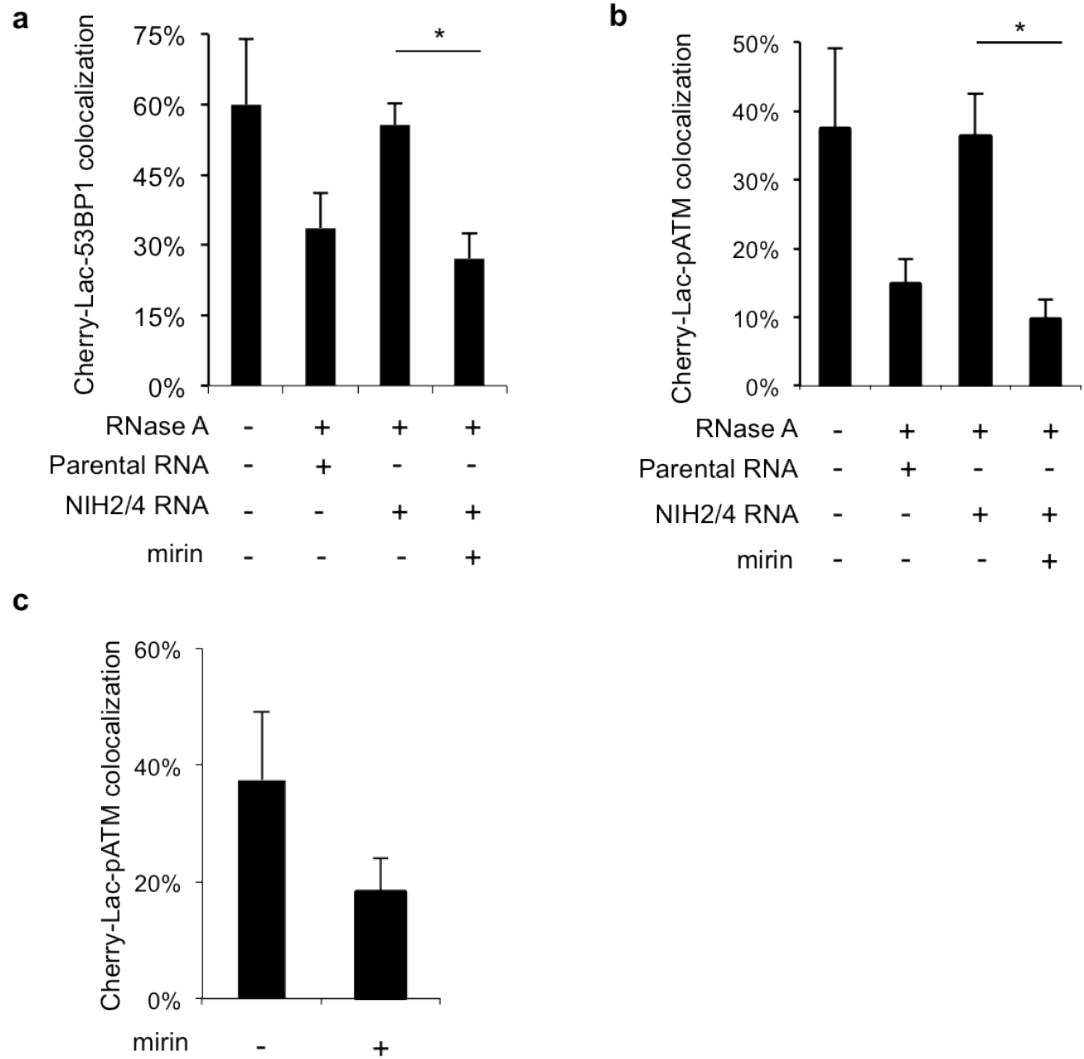 a
Cherry-Lac-53BP1 colocalization
75%
60%
45%
30%
15%
0%
*
RNase A - + + +
Parental RNA - + - -
NIH2/4 RNA - - + +
mirin - - - +
b
Cherry-Lac-pATM colocalization
50%
40%
30%
20%
10%
0%
*
RNase A - + + +
Parental RNA - + - -
NIH2/4 RNA - - + +
mirin - - - +
c
Cherry-Lac-pATM colocalization
60%
40%
20%
0%
mirin - +